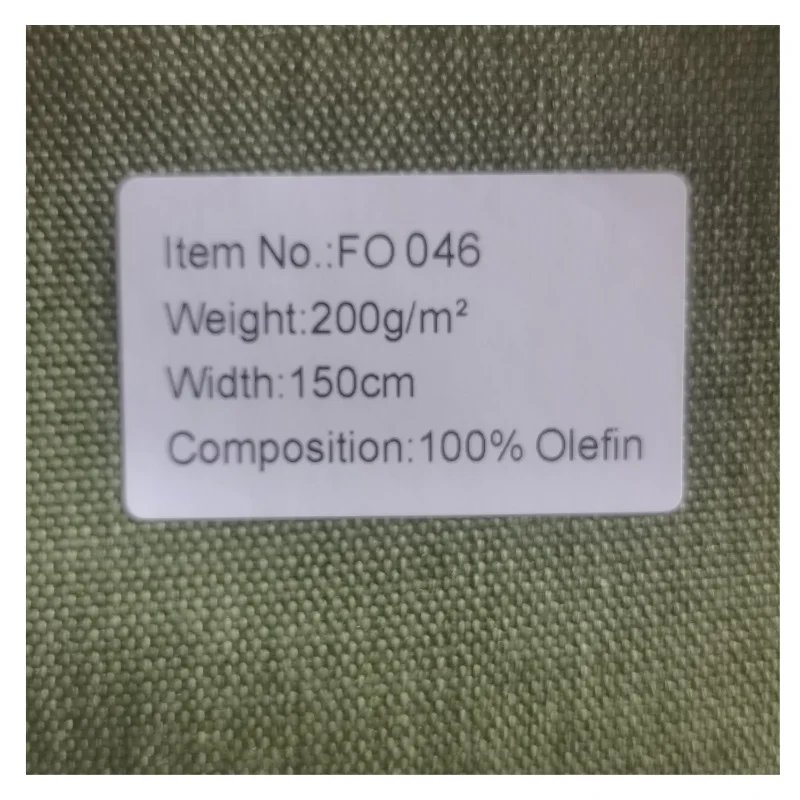 Item No.:FO 046
Weight:200g/m²
Width:150cm
Composition:100% Olefin